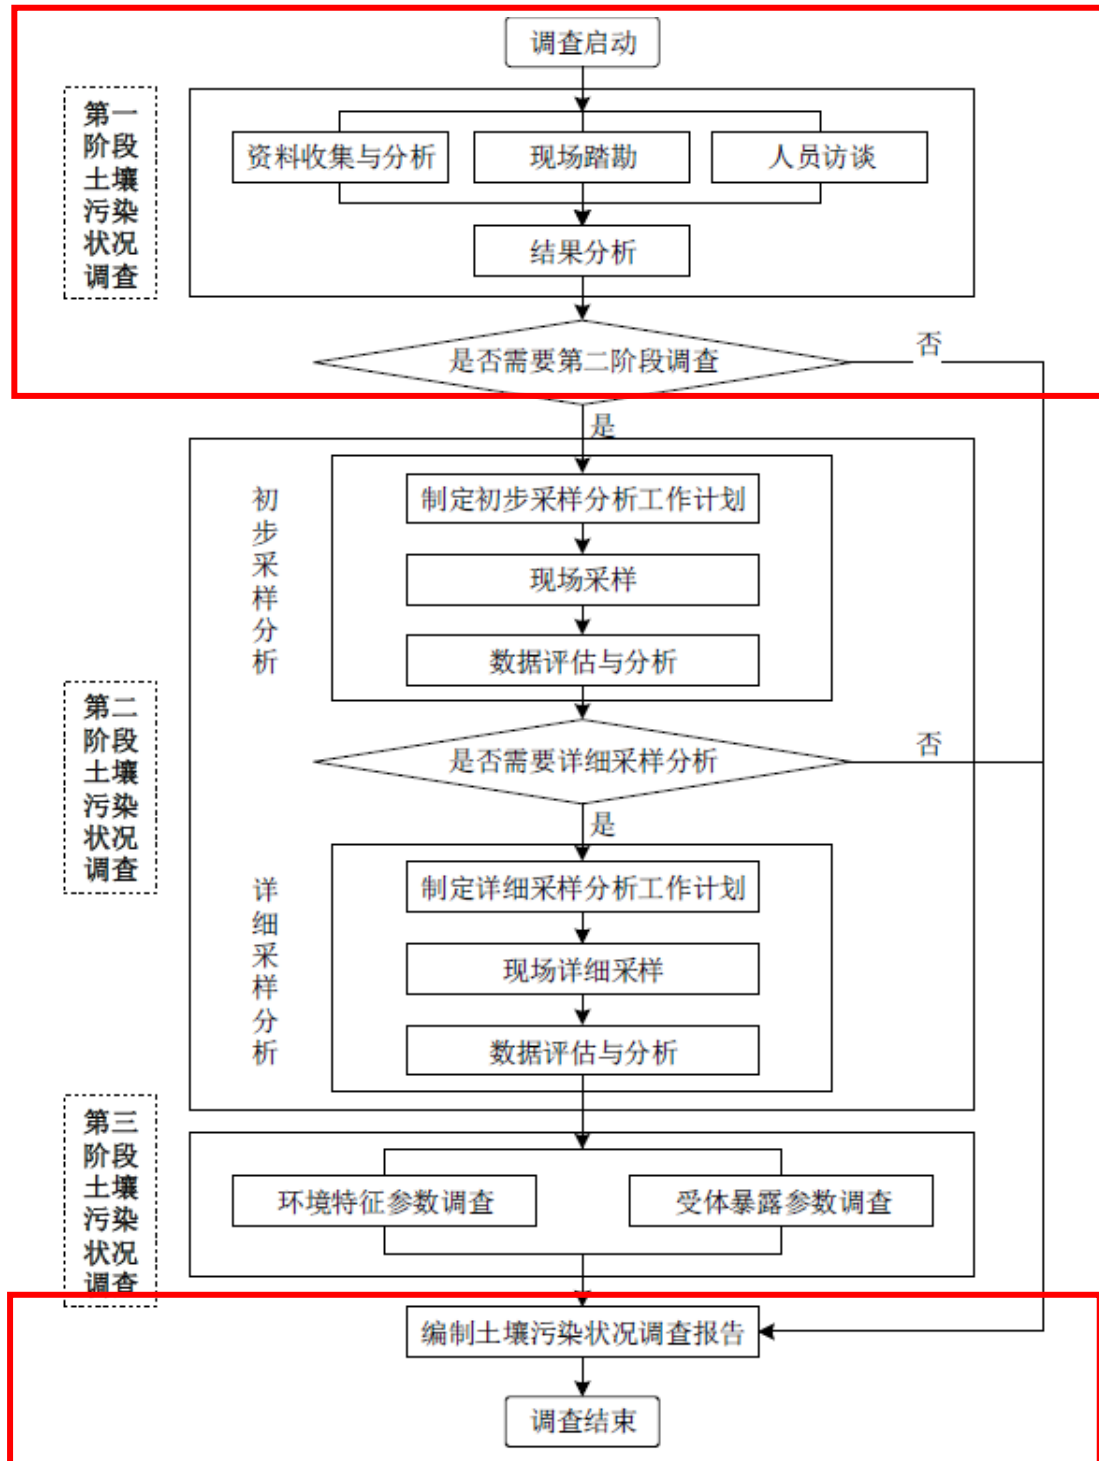 调查启动
第一
阶段
土壤
污染
状况
调查
资料收集与分析
现场踏勘
人员访谈
结果分析
是否需要第二阶段调查
否
是
初
步
采
样
分
析
制定初步采样分析工作计划
现场采样
数据评估与分析
第二
阶段
土壤
污染
状况
调查
是否需要详细采样分析
否
是
详
细
采
样
分
析
制定详细采样分析工作计划
现场详细采样
数据评估与分析
第三
阶段
土壤
污染
状况
调查
环境特征参数调查
受体暴露参数调查
编制土壤污染状况调查报告
调查结束